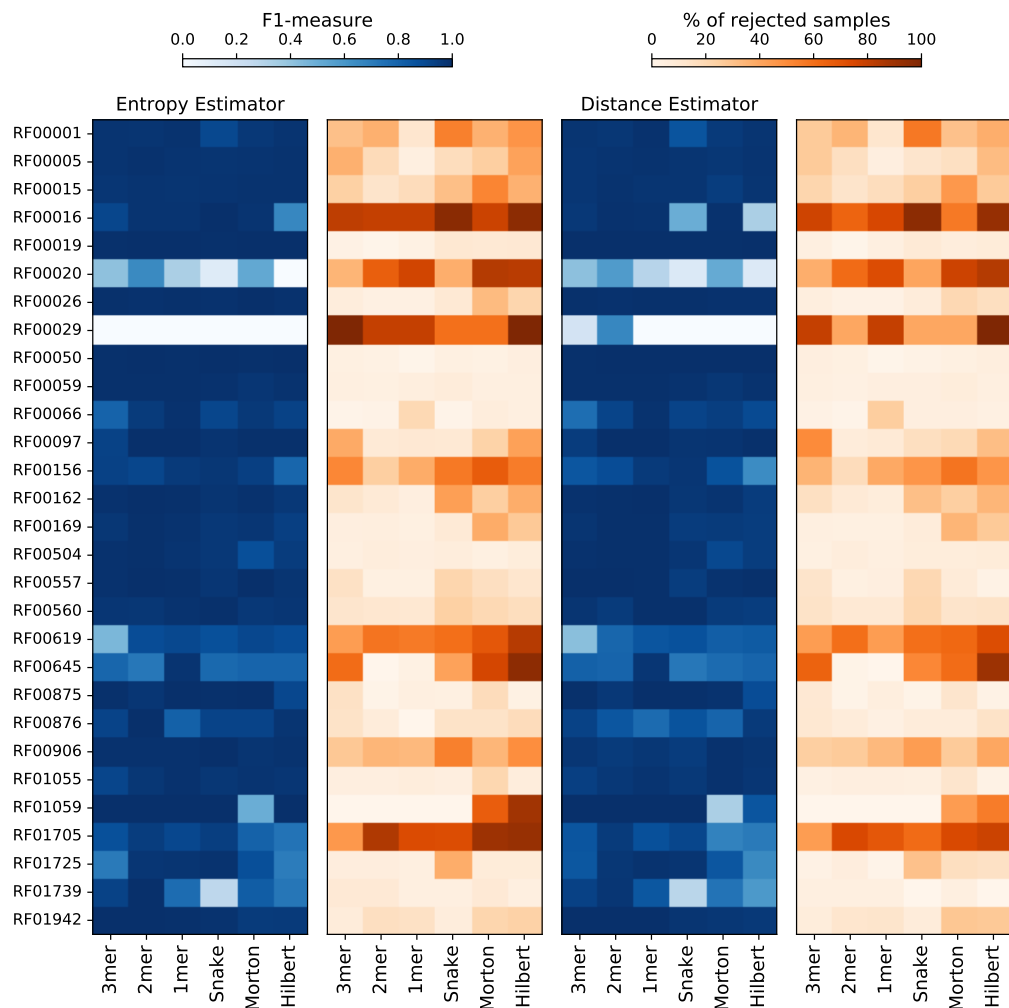 F1-measure
0.0 0.2 0.4 0.6 0.8 1.0
% of rejected samples
0 20 40 60 80 100
Entropy Estimator
Distance Estimator
RF00001
RF00005
RF00015
RF00016
RF00019
RF00020
RF00026
RF00029
RF00050
RF00059
RF00066
RF00097
RF00156
RF00162
RF00169
RF00504
RF00557
RF00560
RF00619
RF00645
RF00875
RF00876
RF00906
RF01055
RF01059
RF01705
RF01725
RF01739
RF01942
3mer 2mer 1mer Snake Morton Hilbert
3mer 2mer 1mer Snake Morton Hilbert
3mer 2mer 1mer Snake Morton Hilbert
3mer 2mer 1mer Snake Morton Hilbert